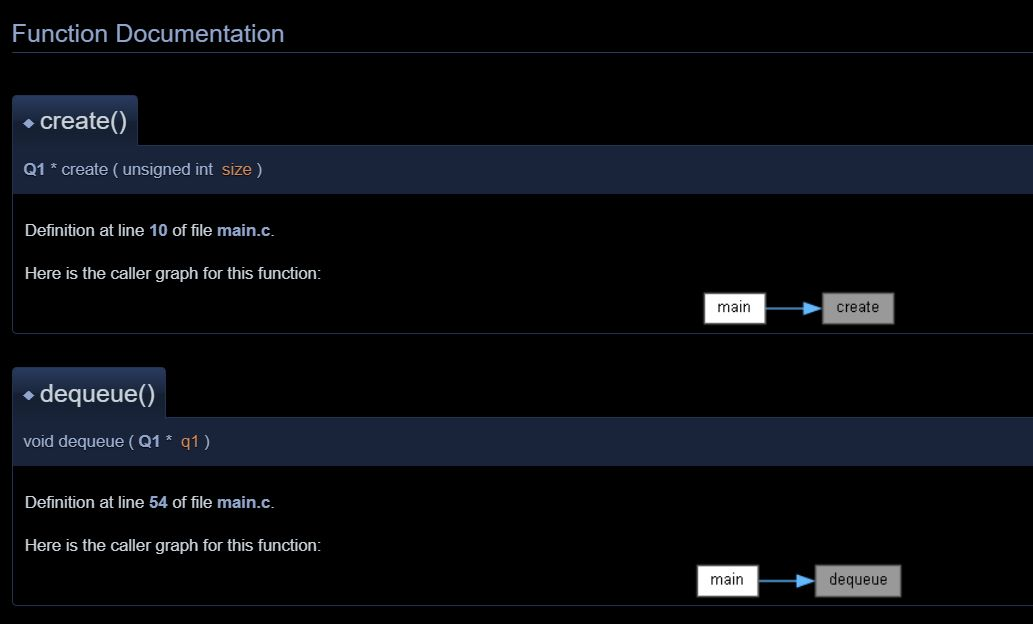 Function Documentation
◆ create()
Q1 * create ( unsigned int size )
Definition at line 10 of file main.c.
Here is the caller graph for this function:
main create
◆ dequeue()
void dequeue ( Q1 * q1 )
Definition at line 54 of file main.c.
Here is the caller graph for this function:
main dequeue